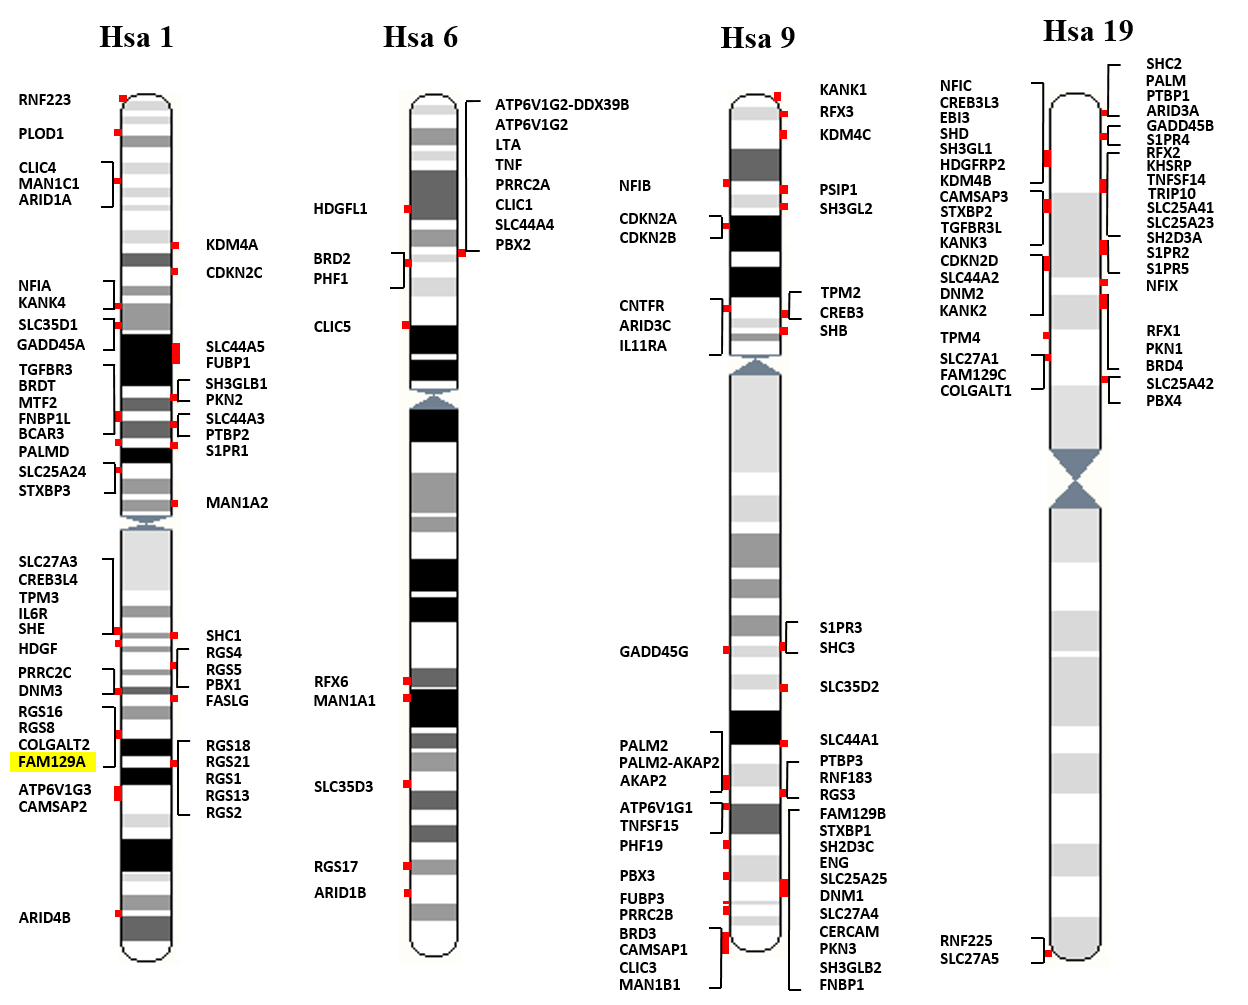 Hsa 1
RNF223
PLOD1
CLIC4
MAN1C1
ARID1A
NFIA
KANK4
SLC35D1
GADD45A
TGFBR3
BRDT
MTF2
FNBP1L
BCAR3
PALMD
SLC25A24
STXBP3
SLC27A3
CREB3L4
TPM3
IL6R
SHE
HDGF
PRRC2C
DNM3
RGS16
RGS8
COLGALT2
FAM129A
ATP6V1G3
CAMSAP2
ARID4B
KDM4A
CDKN2C
SLC44A5
FUBP1
SH3GLB1
PKN2
SLC44A3
PTBP2
S1PR1
MAN1A2
SHC1
RGS4
RGS5
PBX1
FASLG
RGS18
RGS21
RGS1
RGS13
RGS2
Hsa 6
HDGFL1
BRD2
PHF1
CLIC5
RFX6
MAN1A1
SLC35D3
RGS17
ARID1B
ATP6V1G2-DDX39B
ATP6V1G2
LTA
TNF
PRRC2A
CLIC1
SLC44A4
PBX2
Hsa 9
NFIB
CDKN2A
CDKN2B
CNTFR
ARID3C
IL11RA
GADD45G
PALM2
PALM2-AKAP2
AKAP2
ATP6V1G1
TNFSF15
PHF19
PBX3
FUBP3
PRRC2B
BRD3
CAMSAP1
CLIC3
MAN1B1
KANK1
RFX3
KDM4C
PSIP1
SH3GL2
TPM2
CREB3
SHB
S1PR3
SHC3
SLC35D2
SLC44A1
PTBP3
RNF183
RGS3
FAM129B
STXBP1
SH2D3C
ENG
SLC25A25
DNM1
SLC27A4
CERCAM
PKN3
SH3GLB2
FNBP1
Hsa 19
NFIC
CREB3L3
EBI3
SHD
SH3GL1
HDGFRP2
KDM4B
CAMSAP3
STXBP2
TGFBR3L
KANK3
CDKN2D
SLC44A2
DNM2
KANK2
TPM4
SLC27A1
FAM129C
COLGALT1
RNF225
SLC27A5
SHC2
PALM
PTBP1
ARID3A
GADD45B
S1PR4
RFX2
KHSRP
TNFSF14
TRIP10
SLC25A41
SLC25A23
SH2D3A
S1PR2
S1PR5
NFIX
RFX1
PKN1
BRD4
SLC25A42
PBX4